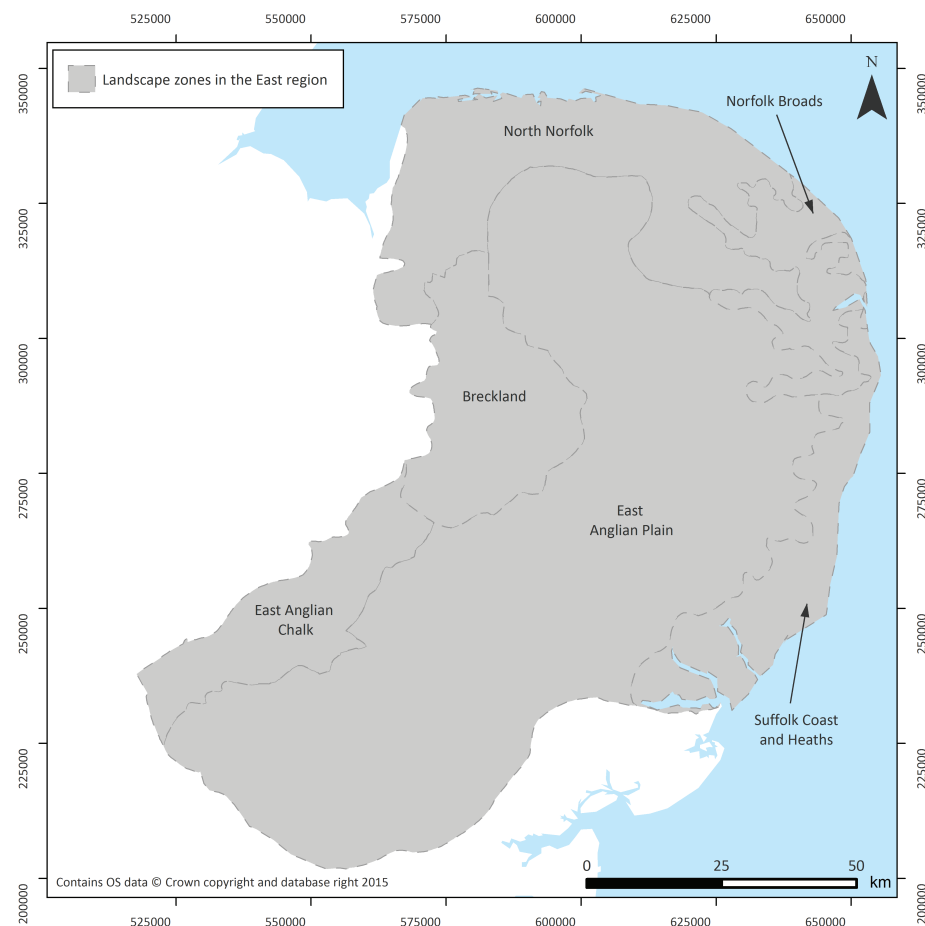 525000 550000 575000 600000 625000 650000
Landscape zones in the East region
N
350000
350000
Norfolk Broads
North Norfolk
325000
325000
300000
300000
Breckland
275000
275000
East
Anglian Plain
East Anglian
Chalk
250000
250000
Suffolk Coast
and Heaths
225000
225000
0 25 50
km
Contains OS data © Crown copyright and database right 2015
200000
200000
525000 550000 575000 600000 625000 650000